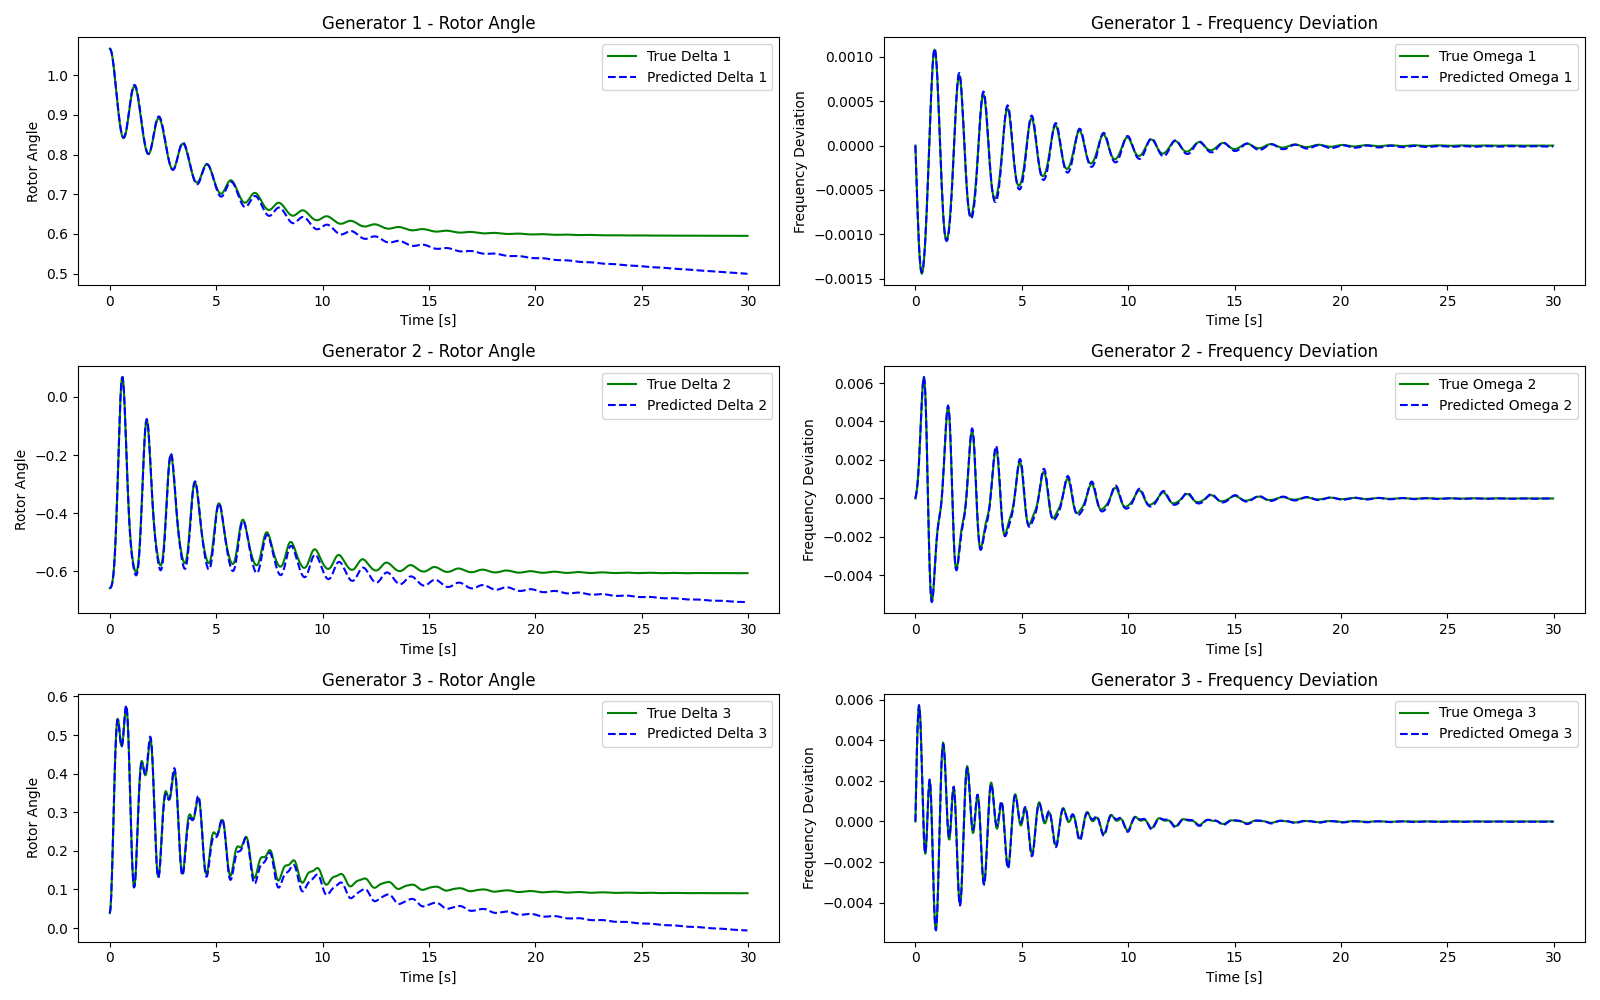 Generator 1 - Rotor Angle
Rotor Angle
1.0
0.9
0.8
0.7
0.6
0.5
True Delta 1
Predicted Delta 1
0 5 10 15 20 25 30
Time [s]
Generator 1 - Frequency Deviation
Frequency Deviation
0.0010
0.0005
0.0000
−0.0005
−0.0010
−0.0015
True Omega 1
Predicted Omega 1
0 5 10 15 20 25 30
Time [s]
Generator 2 - Rotor Angle
Rotor Angle
0.0
−0.2
−0.4
−0.6
True Delta 2
Predicted Delta 2
0 5 10 15 20 25 30
Time [s]
Generator 2 - Frequency Deviation
Frequency Deviation
0.006
0.004
0.002
0.000
−0.002
−0.004
True Omega 2
Predicted Omega 2
0 5 10 15 20 25 30
Time [s]
Generator 3 - Rotor Angle
Rotor Angle
0.6
0.5
0.4
0.3
0.2
0.1
0.0
True Delta 3
Predicted Delta 3
0 5 10 15 20 25 30
Time [s]
Generator 3 - Frequency Deviation
Frequency Deviation
0.006
0.004
0.002
0.000
−0.002
−0.004
True Omega 3
Predicted Omega 3
0 5 10 15 20 25 30
Time [s]